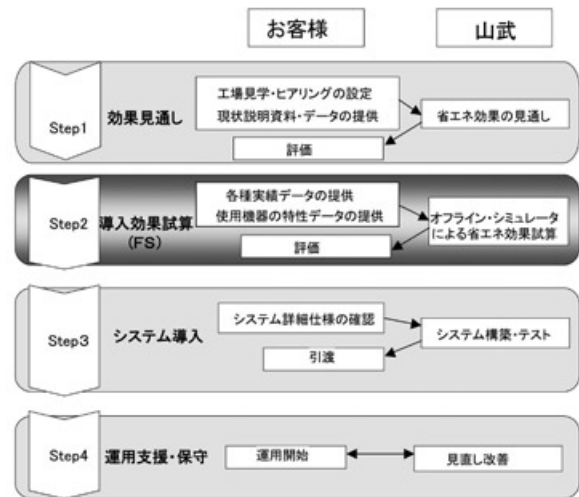 お客様
山武
Step1
効果見通し
工場見学・ヒアリングの設定
現状説明資料・データの提供
省エネ効果の見通し
評価
Step2
導入効果試算
(FS)
各種実績データの提供
使用機器の特性データの提供
オフライン・シミュレータ
による省エネ効果試算
評価
Step3
システム導入
システム詳細仕様の確認
システム構築・テスト
引渡
Step4
運用支援・保守
運用開始
見直し改善